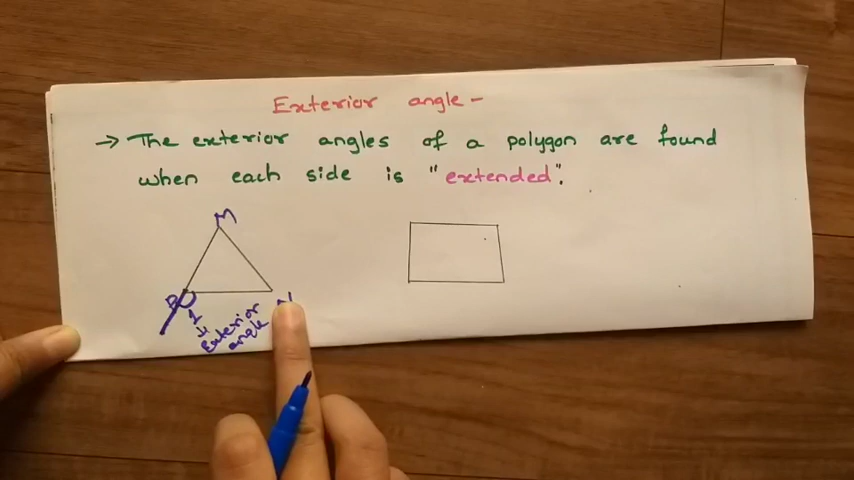 Exterior angle -
→ The exterior angles of a polygon are found
when each side is "extended".
M
1
Exterior
angle